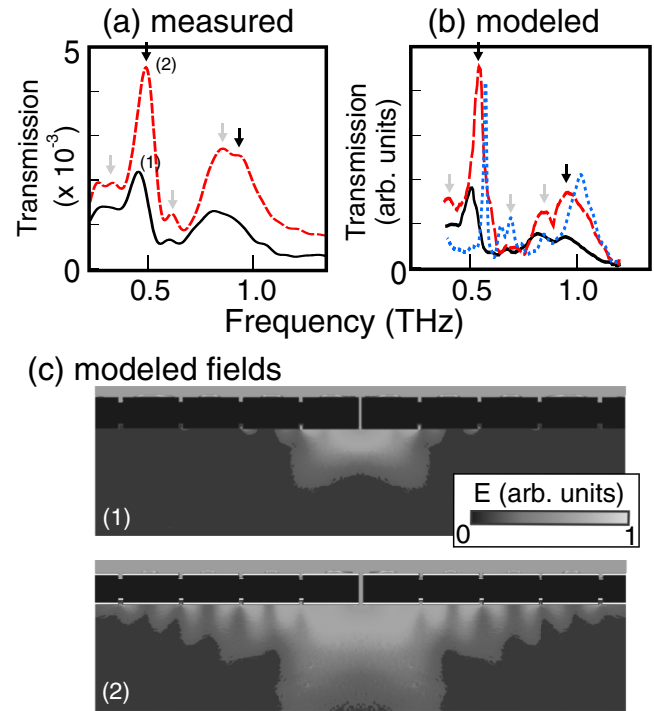 (a) measured
(b) modeled
5
(2)
(1)
0
Transmission
(x 10⁻³)
0.5
1.0
Transmission
(arb. units)
0
0.5
1.0
Frequency (THz)
(c) modeled fields
(1)
E (arb. units)
0
1
(2)